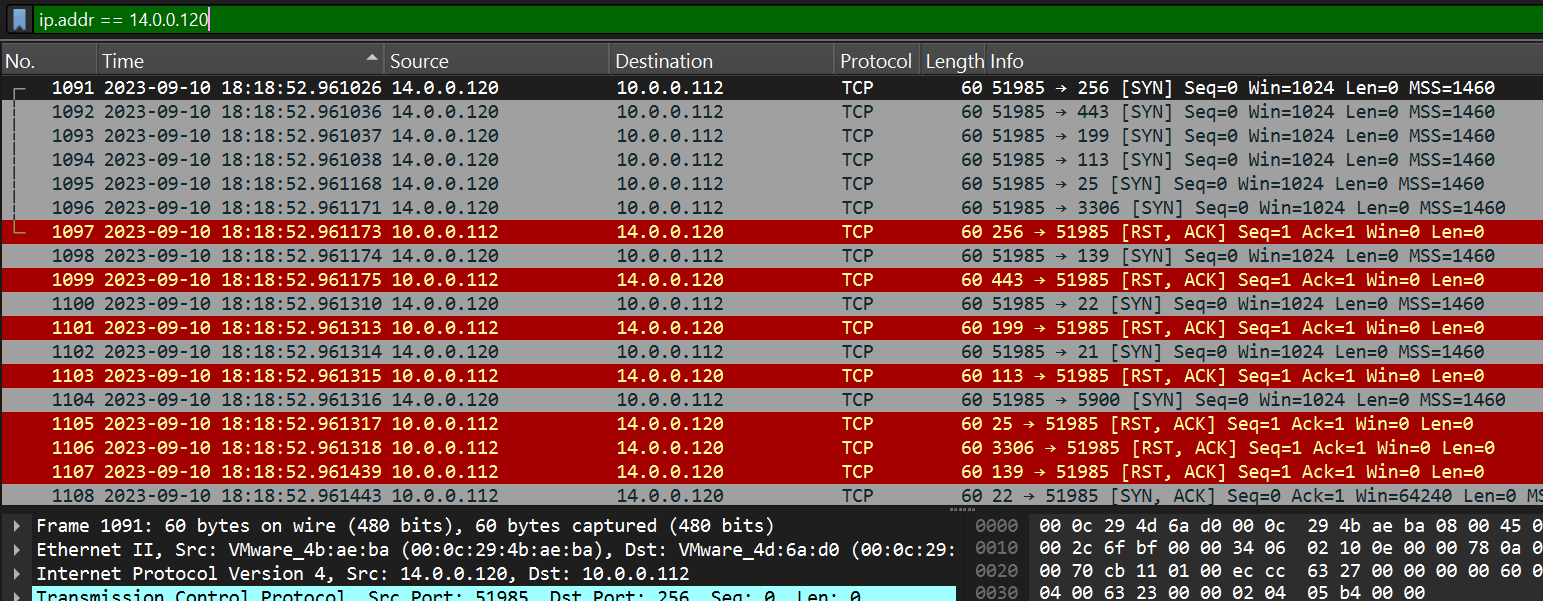 ip.addr == 14.0.0.120
No. Time Source Destination Protocol Length Info
1091 2023-09-10 18:18:52.961026 14.0.0.120 10.0.0.112 TCP 60 51985 → 256 [SYN] Seq=0 Win=1024 Len=0 MSS=1460
1092 2023-09-10 18:18:52.961036 14.0.0.120 10.0.0.112 TCP 60 51985 → 443 [SYN] Seq=0 Win=1024 Len=0 MSS=1460
1093 2023-09-10 18:18:52.961037 14.0.0.120 10.0.0.112 TCP 60 51985 → 199 [SYN] Seq=0 Win=1024 Len=0 MSS=1460
1094 2023-09-10 18:18:52.961038 14.0.0.120 10.0.0.112 TCP 60 51985 → 113 [SYN] Seq=0 Win=1024 Len=0 MSS=1460
1095 2023-09-10 18:18:52.961168 14.0.0.120 10.0.0.112 TCP 60 51985 → 25 [SYN] Seq=0 Win=1024 Len=0 MSS=1460
1096 2023-09-10 18:18:52.961171 14.0.0.120 10.0.0.112 TCP 60 51985 → 3306 [SYN] Seq=0 Win=1024 Len=0 MSS=1460
1097 2023-09-10 18:18:52.961173 10.0.0.112 14.0.0.120 TCP 60 256 → 51985 [RST, ACK] Seq=1 Ack=1 Win=0 Len=0
1098 2023-09-10 18:18:52.961174 14.0.0.120 10.0.0.112 TCP 60 51985 → 139 [SYN] Seq=0 Win=1024 Len=0 MSS=1460
1099 2023-09-10 18:18:52.961175 10.0.0.112 14.0.0.120 TCP 60 443 → 51985 [RST, ACK] Seq=1 Ack=1 Win=0 Len=0
1100 2023-09-10 18:18:52.961310 14.0.0.120 10.0.0.112 TCP 60 51985 → 22 [SYN] Seq=0 Win=1024 Len=0 MSS=1460
1101 2023-09-10 18:18:52.961313 10.0.0.112 14.0.0.120 TCP 60 199 → 51985 [RST, ACK] Seq=1 Ack=1 Win=0 Len=0
1102 2023-09-10 18:18:52.961314 14.0.0.120 10.0.0.112 TCP 60 51985 → 21 [SYN] Seq=0 Win=1024 Len=0 MSS=1460
1103 2023-09-10 18:18:52.961315 10.0.0.112 14.0.0.120 TCP 60 113 → 51985 [RST, ACK] Seq=1 Ack=1 Win=0 Len=0
1104 2023-09-10 18:18:52.961316 14.0.0.120 10.0.0.112 TCP 60 51985 → 5900 [SYN] Seq=0 Win=1024 Len=0 MSS=1460
1105 2023-09-10 18:18:52.961317 10.0.0.112 14.0.0.120 TCP 60 25 → 51985 [RST, ACK] Seq=1 Ack=1 Win=0 Len=0
1106 2023-09-10 18:18:52.961318 10.0.0.112 14.0.0.120 TCP 60 3306 → 51985 [RST, ACK] Seq=1 Ack=1 Win=0 Len=0
1107 2023-09-10 18:18:52.961439 10.0.0.112 14.0.0.120 TCP 60 139 → 51985 [RST, ACK] Seq=1 Ack=1 Win=0 Len=0
1108 2023-09-10 18:18:52.961443 10.0.0.112 14.0.0.120 TCP 60 22 → 51985 [SYN, ACK] Seq=0 Ack=1 Win=64240 Len=0 MS
Frame 1091: 60 bytes on wire (480 bits), 60 bytes captured (480 bits)
Ethernet II, Src: VMware_4b:ae:ba (00:0c:29:4b:ae:ba), Dst: VMware_4d:6a:d0 (00:0c:29:
Internet Protocol Version 4, Src: 14.0.0.120, Dst: 10.0.0.112
Transmission Control Protocol, Src Port: 51985, Dst Port: 256, Seq: 0, Len: 0
0000 00 0c 29 4d 6a d0 00 0c 29 4b ae ba 08 00 45 0
0010 00 2c 6f bf 00 00 34 06 02 10 0e 00 00 78 0a 0
0020 00 70 cb 11 01 00 ec cc 63 27 00 00 00 00 60 0
0030 04 00 63 23 00 00 02 04 05 b4 00 00